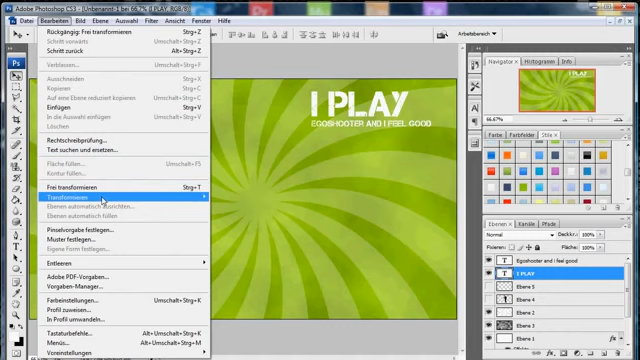 Adobe Photoshop CS3 - [Unbenannt-1 bei 66,7% (I PLAY, RGB/8)]
Datei Bearbeiten Bild Ebene Auswahl Filter Ansicht Fenster Hilfe
Arbeitsbereich
Rückgängig: Frei transformieren Strg+Z
Schritt vorwärts Umschalt+Strg+Z
Schritt zurück Alt+Strg+Z
Verblassen... Umschalt+Strg+F
Ausschneiden Strg+X
Kopieren Strg+C
Auf eine Ebene reduziert kopieren Umschalt+Strg+C
Einfügen Strg+V
In die Auswahl einfügen Umschalt+Strg+V
Löschen
Rechtschreibprüfung...
Text suchen und ersetzen...
Fläche füllen... Umschalt+F5
Kontur füllen...
Frei transformieren Strg+T
Transformieren
Ebenen automatisch ausrichten...
Ebenen automatisch füllen
Pinselvorgabe festlegen...
Muster festlegen...
Eigene Form festlegen...
Entleeren
Adobe PDF-Vorgaben...
Vorgaben-Manager...
Farbeinstellungen... Umschalt+Strg+K
Profil zuweisen...
In Profil umwandeln...
Tastaturbefehle... Alt+Umschalt+Strg+K
Menüs... Alt+Umschalt+Strg+M
Voreinstellungen
Ps
I PLAY
EGOSHOOTER AND I FEEL GOOD
Navigator Histogramm Info
I PLAY
66.67%
Farbe Farbfelder Stile
Ebenen Kanäle Pfade
Normal Deckkr.: 100%
Fixieren: Fläche: 100%
T Egoshooter and i feel good
T I PLAY
Ebene 5
Ebene 4
Ebene 2
Ebene 3
Ebene 1 fx